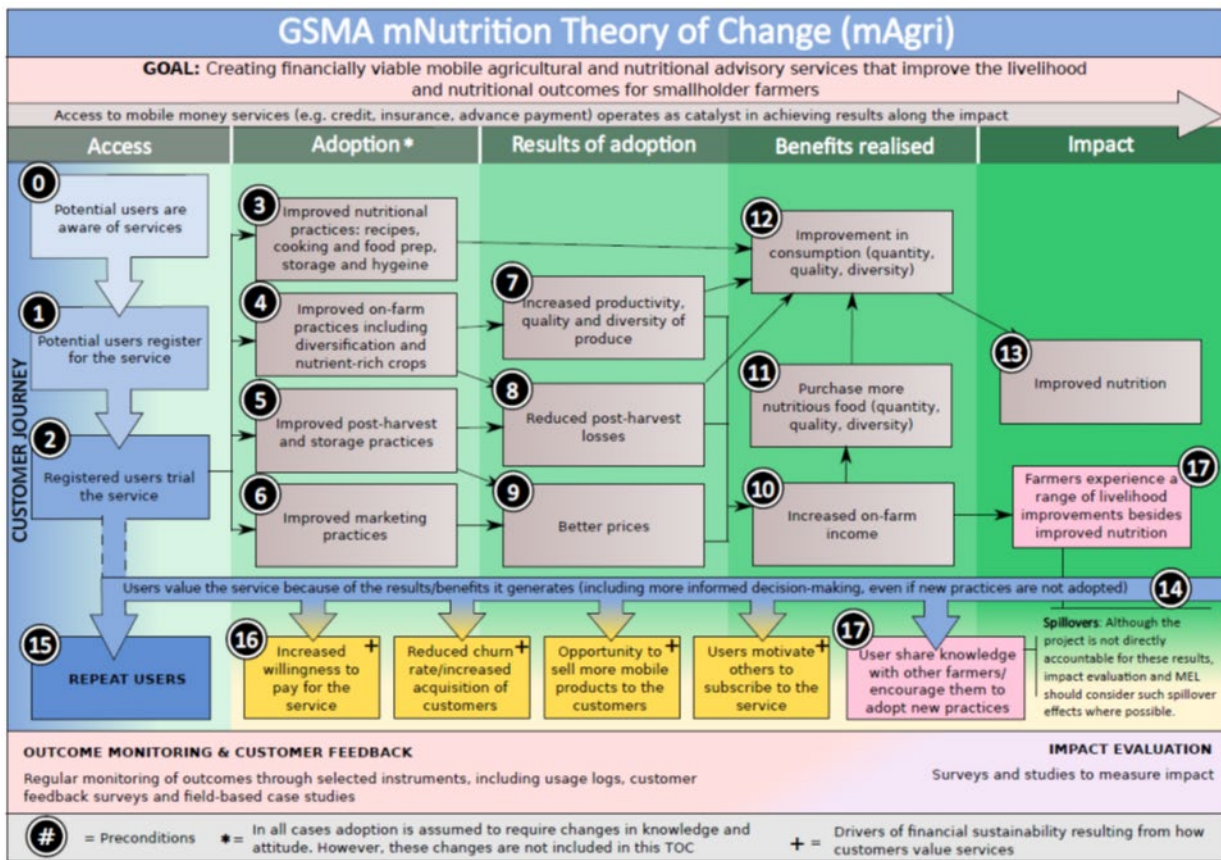 GSMA mNutrition Theory of Change (mAgri)
GOAL: Creating financially viable mobile agricultural and nutritional advisory services that improve the livelihood
and nutritional outcomes for smallholder farmers
Access to mobile money services (e.g. credit, insurance, advance payment) operates as catalyst in achieving results along the impact
Access
Adoption*
Results of adoption
Benefits realised
Impact
CUSTOMER JOURNEY
0
Potential users are
aware of services
1
Potential users register
for the service
2
Registered users trial
the service
3
Improved nutritional
practices: recipes,
cooking and food prep,
storage and hygeine
4
Improved on-farm
practices including
diversification and
nutrient-rich crops
5
Improved post-harvest
and storage practices
6
Improved marketing
practices
7
Increased productivity,
quality and diversity of
produce
8
Reduced post-harvest
losses
9
Better prices
12
Improvement in
consumption (quantity,
quality, diversity)
11
Purchase more
nutritious food (quantity,
quality, diversity)
10
Increased on-farm
income
13
Improved nutrition
17
Farmers experience a
range of livelihood
improvements besides
improved nutrition
Users value the service because of the results/benefits it generates (including more informed decision-making, even if new practices are not adopted)
14
15
REPEAT USERS
16
Increased
willingness to
pay for the
service
+
Reduced churn
rate/increased
acquisition of
customers
+
Opportunity to
sell more mobile
products to the
customers
+
Users motivate
others to
subscribe to the
service
+
17
User share knowledge
with other farmers/
encourage them to
adopt new practices
Spillovers: Although the
project is not directly
accountable for these results,
impact evaluation and MEL
should consider such spillover
effects where possible.
OUTCOME MONITORING & CUSTOMER FEEDBACK
Regular monitoring of outcomes through selected instruments, including usage logs, customer
feedback surveys and field-based case studies
IMPACT EVALUATION
Surveys and studies to measure impact
# = Preconditions
*= In all cases adoption is assumed to require changes in knowledge and
attitude. However, these changes are not included in this TOC
+ = Drivers of financial sustainability resulting from how
customers value services